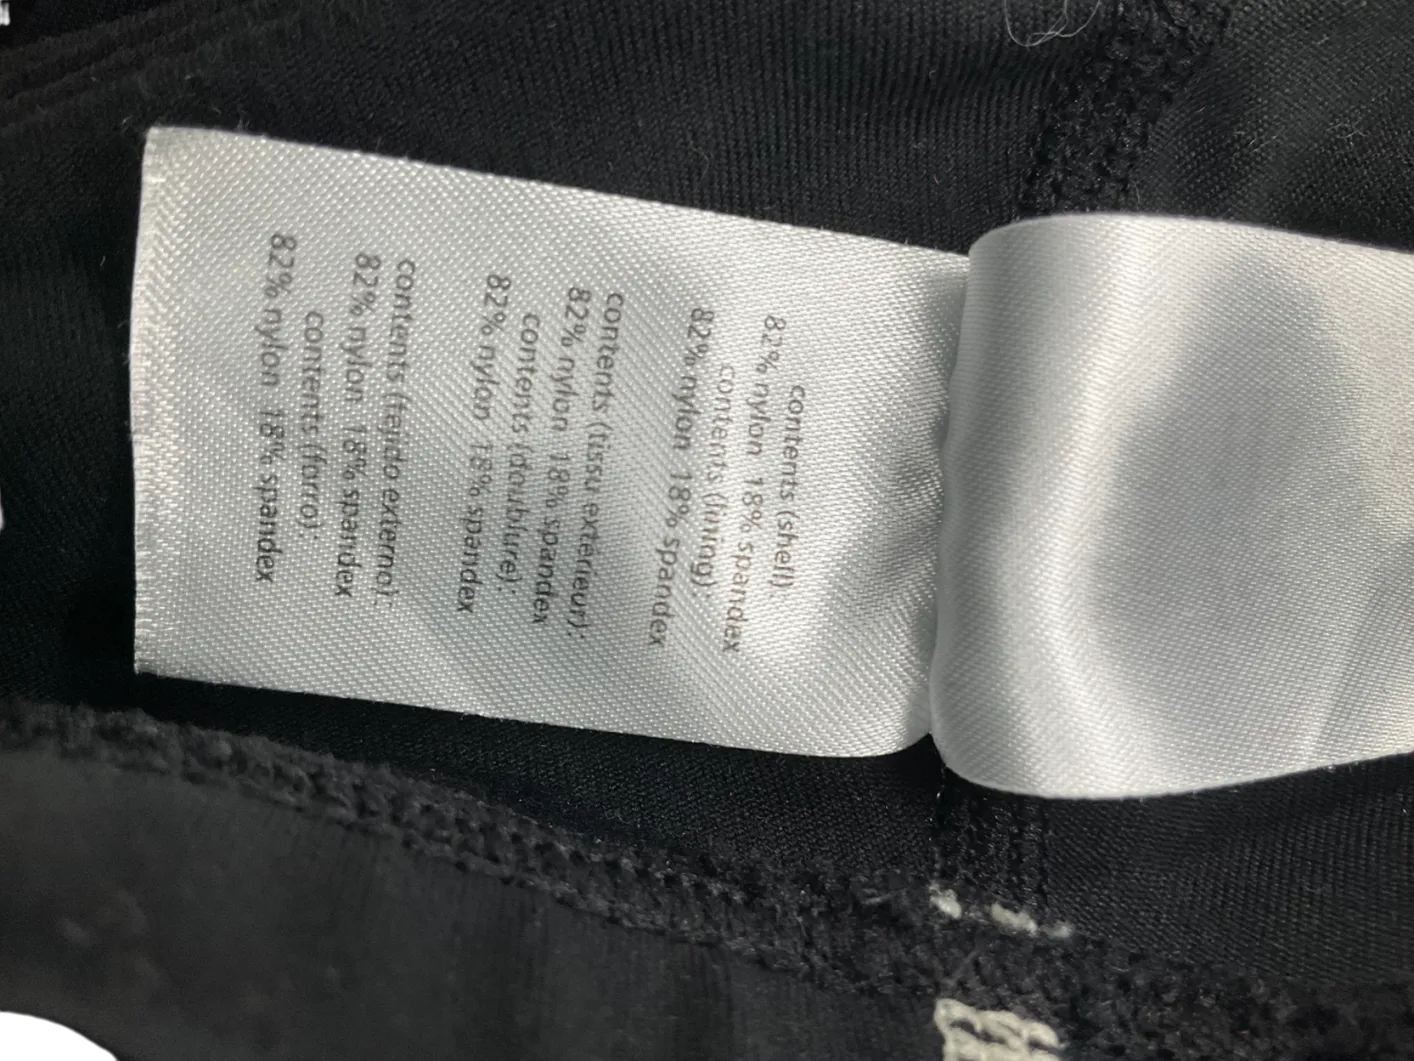 contents (shell):
82% nylon 18% spandex
contents (lining):
82% nylon 18% spandex
contents (tissu extérieur):
82% nylon 18% spandex
contents (doublure):
82% nylon 18% spandex
contents (tejido externo):
82% nylon 18% spandex
contents (forro):
82% nylon 18% spandex